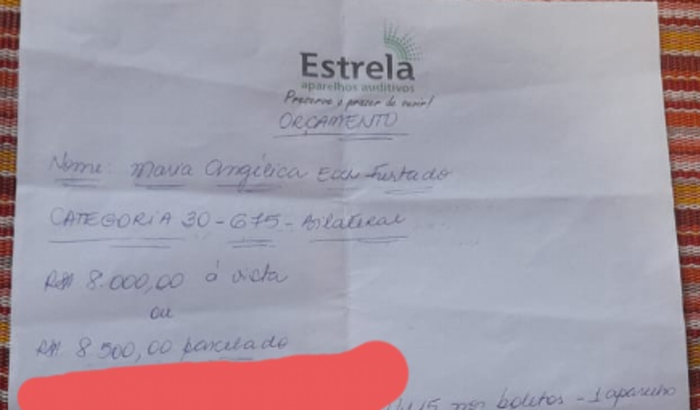 Estrela
aparelhos auditivos
Preserve o prazer de ouvir!
ORÇAMENTO
Nome: Maria Angélica Furtado
CATEGORIA 30-675-Bilateral
R$ 8.000,00 á vista
ou
R$ 8.500,00 parcelado
nos boletos - 1 aparelho